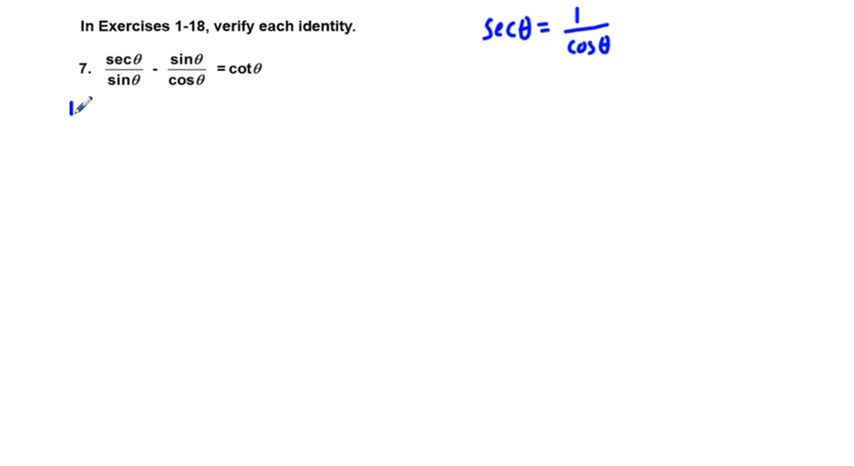 In Exercises 1-18, verify each identity.
secθ = 1/cosθ
7. secθ/sinθ - sinθ/cosθ = cotθ